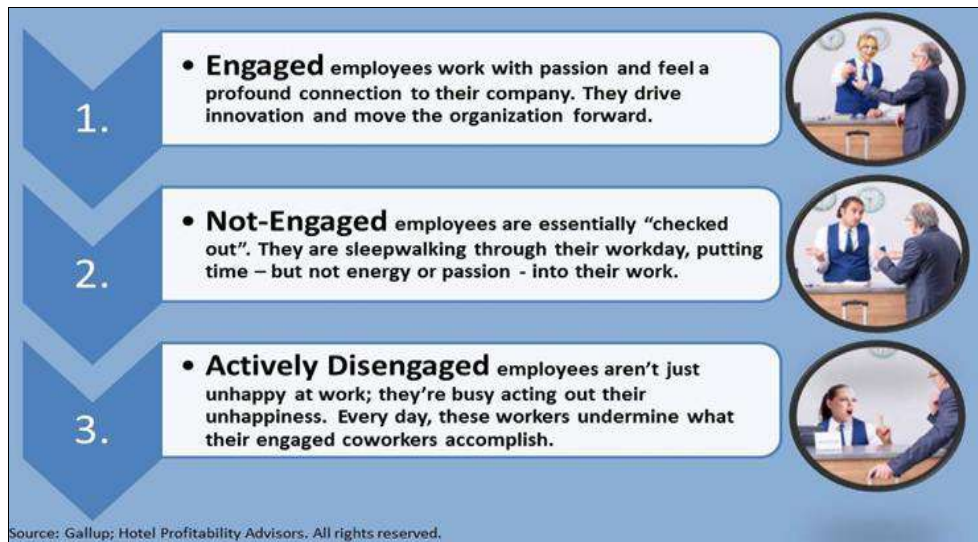 1.
• Engaged employees work with passion and feel a
profound connection to their company. They drive
innovation and move the organization forward.
2.
• Not-Engaged employees are essentially “checked
out”. They are sleepwalking through their workday, putting
time – but not energy or passion - into their work.
3.
• Actively Disengaged employees aren’t just
unhappy at work; they’re busy acting out their
unhappiness.  Every day, these workers undermine what
their engaged coworkers accomplish.
Source: Gallup; Hotel Profitability Advisors. All rights reserved.